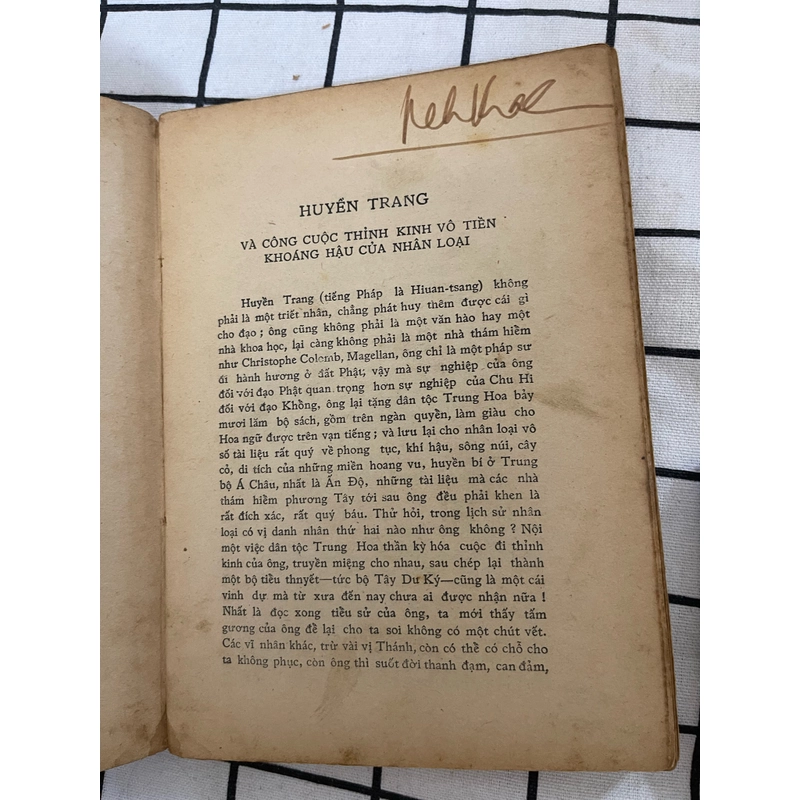 HUYỀN TRANG
VÀ CÔNG CUỘC THỈNH KINH VÔ TIỀN
KHOÁNG HẬU CỦA NHÂN LOẠI
Huyền Trang (tiếng Pháp là Hiuan-tsang) không
phải là một triết nhân, chẳng phát huy thêm được cái gì
cho đạo ; ông cũng không phải là một văn hào hay một
nhà khoa học, lại càng không phải là một nhà thám hiểm
như Christophe Colomb, Magellan, ông chỉ là một pháp sư
đi hành hương ở đất Phật; vậy mà sự nghiệp của ông
đối với đạo Phật quan trọng hơn sự nghiệp của Chu Hi
đối với đạo Khồng, ông lại tặng dân tộc Trung Hoa bảy
mươi lăm bộ sách, gồm trên ngàn quyền, làm giàu cho
Hoa ngữ được trên vạn tiếng ; và lưu lại cho nhân loại vô
số tài liệu rất quý về phong tục, khí hậu, sông núi, cây
cỏ, di tích của những miền hoang vu, huyền bí ở Trung
bộ Á Châu, nhất là Ấn Độ, những tài liệu mà các nhà
thám hiểm phương Tây tới sau ông đều phải khen là
rất đích xác, rất quý báu. Thử hỏi, trong lịch sử nhân
loại có vị danh nhân thứ hai nào như ông không ? Nội
một việc dân tộc Trung Hoa thần kỳ hóa cuộc đi thỉnh
kinh của ông, truyền miệng cho nhau, sau chép lại thành
một bộ tiểu thnyết—tức bộ Tây Du Ký—cũng là một cái
vinh dự mà từ xưa đến nay chưa ai được nhận nữa !
Nhất là đọc xong tiểu sử của ông, ta mới thấy tấm
gương của ông để lại cho ta soi không có một chút vết.
Các vĩ nhân khác, trừ vài vị Thánh, còn có thể có chỗ cho
ta không phục, còn ông thì suốt đời thanh đạm, can đảm,